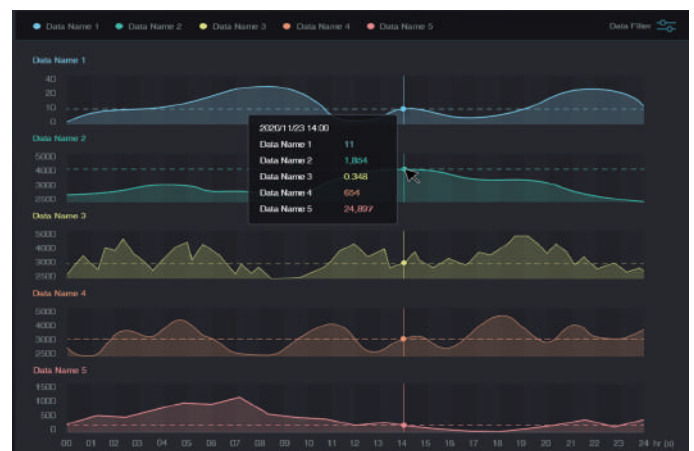 Data Name 1 Data Name 2 Data Name 3 Data Name 4 Data Name 5 Data Filter
Data Name 1
40
20
10
0
2020/11/23 14:00
Data Name 1 11
Data Name 2 1,854
Data Name 3 0.348
Data Name 4 654
Data Name 5 24,897
Data Name 2
5000
4000
3000
2500
Data Name 3
5000
4000
3000
2500
Data Name 4
5000
4000
3000
2500
Data Name 5
1500
1000
500
0
00 01 02 03 04 05 06 07 08 09 10 11 12 13 14 15 16 17 18 19 20 21 22 23 24 hr (s)